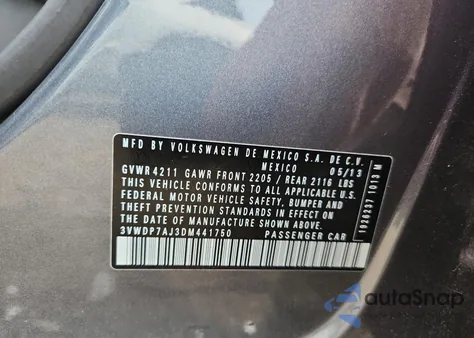 MFD BY VOLKSWAGEN DE MEXICO S.A. DE C.V.
MEXICO 05/13
GVWR 4211 GAWR FRONT 2205 / REAR 2116 LBS
THIS VEHICLE CONFORMS TO ALL APPLICABLE U.S.
FEDERAL MOTOR VEHICLE SAFETY, BUMPER AND
THEFT PREVENTION STANDARDS IN EFFECT ON
THE DATE OF MANUFACTURE SHOWN ABOVE.
3VWDP7AJ3DM441750 PASSENGER CAR
1926237 1013 M
autoSnap